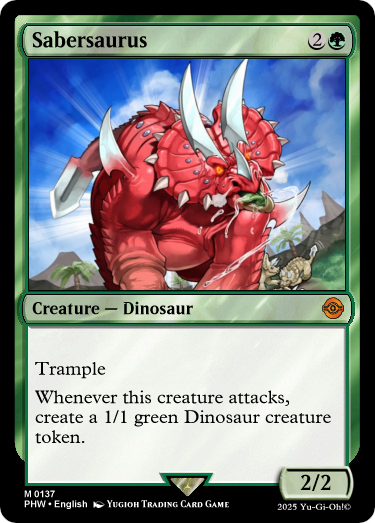 Sabersaurus 2
Creature — Dinosaur
Trample
Whenever this creature attacks,
create a 1/1 green Dinosaur creature
token.
2/2
M 0137
PHW • English Yugioh Trading Card Game
2025 Yu-Gi-Oh!©